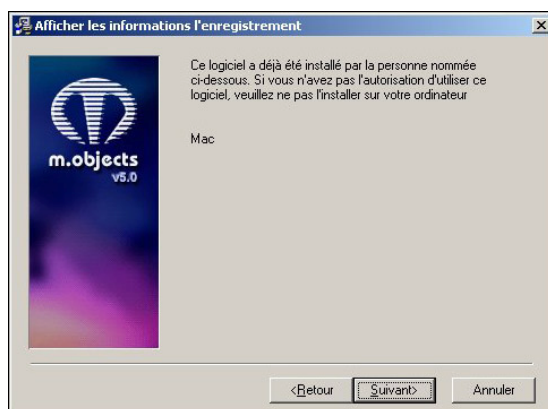 Afficher les informations l'enregistrement
Ce logiciel a déjà été installé par la personne nommée
ci-dessous. Si vous n'avez pas l'autorisation d'utiliser ce
logiciel, veuillez ne pas l'installer sur votre ordinateur
Mac
m.objects
v5.0
<Retour
Suivant>
Annuler